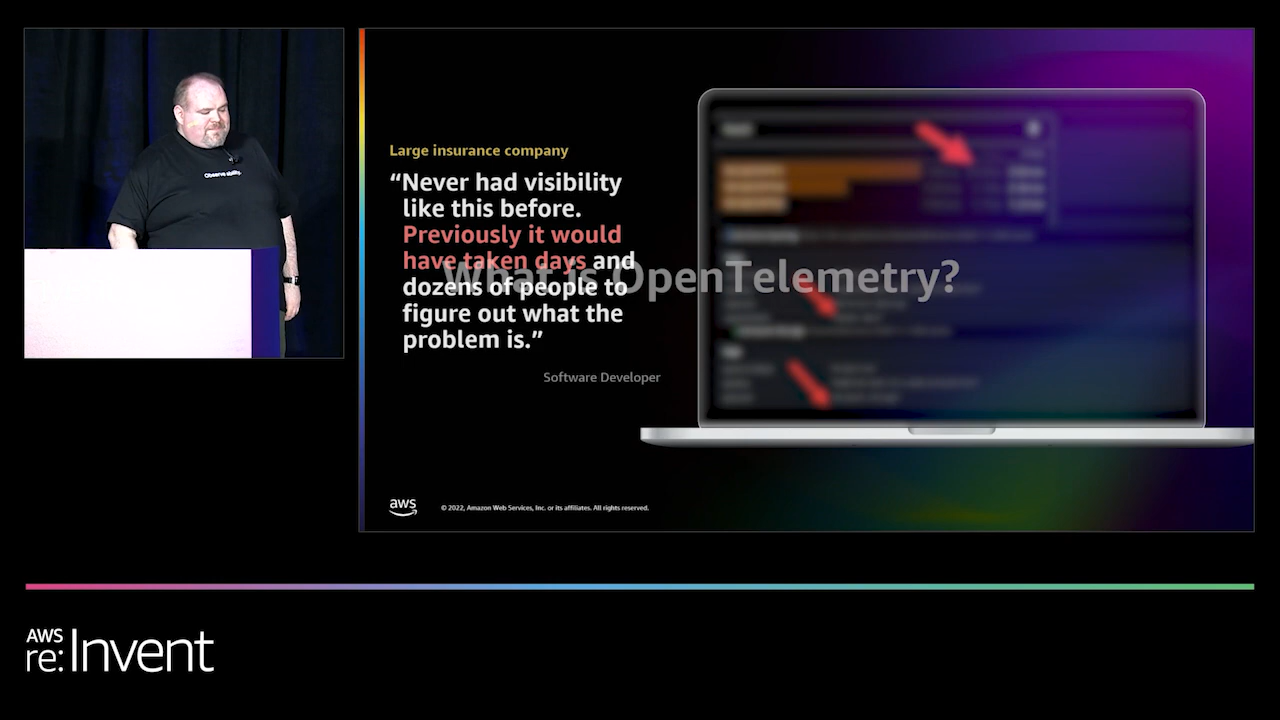 Observe ability.
Large insurance company
“Never had visibility
like this before.
Previously it would
have taken days and
dozens of people to
figure out what the
problem is.”
What is OpenTelemetry?
Software Developer
aws
© 2022, Amazon Web Services, Inc. or its affiliates. All rights reserved.
AWS
re:Invent